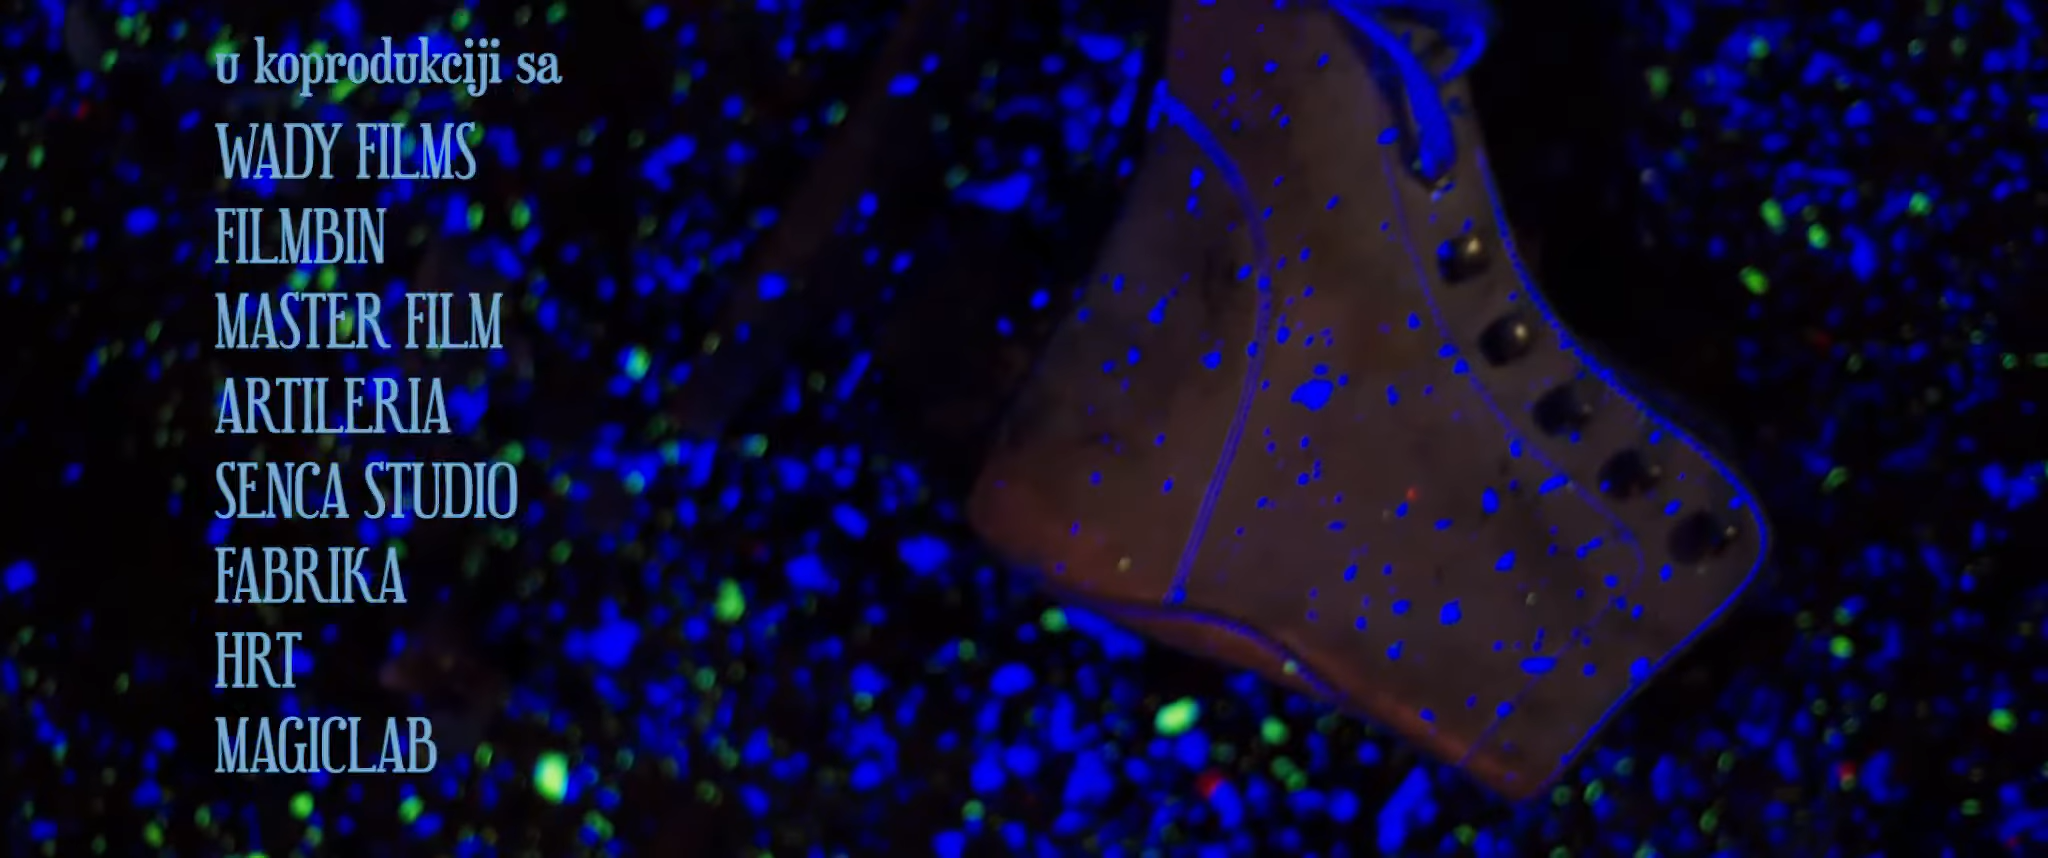 u koprodukciji sa
WADY FILMS
FILMBIN
MASTER FILM
ARTILERIA
SENCA STUDIO
FABRIKA
HRT
MAGICLAB